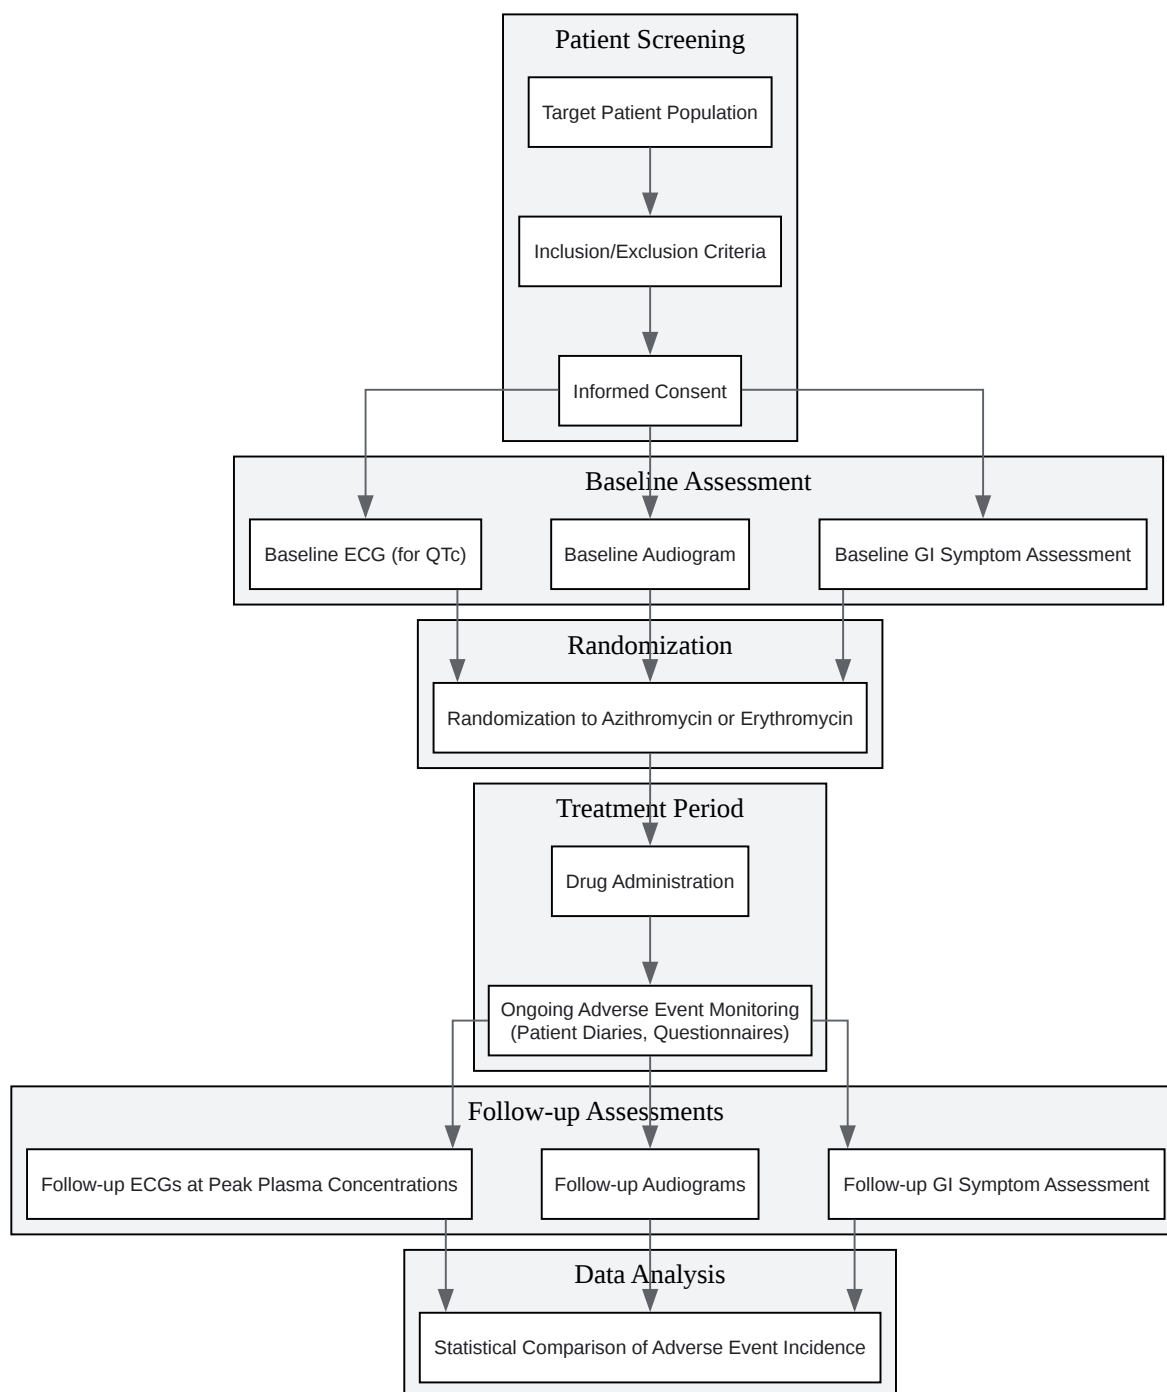 Patient Screening
Target Patient Population
Inclusion/Exclusion Criteria
Informed Consent
Baseline Assessment
Baseline ECG (for QTc)
Baseline Audiogram
Baseline GI Symptom Assessment
Randomization
Randomization to Azithromycin or Erythromycin
Treatment Period
Drug Administration
Ongoing Adverse Event Monitoring
(Patient Diaries, Questionnaires)
Follow-up Assessments
Follow-up ECGs at Peak Plasma Concentrations
Follow-up Audiograms
Follow-up GI Symptom Assessment
Data Analysis
Statistical Comparison of Adverse Event Incidence